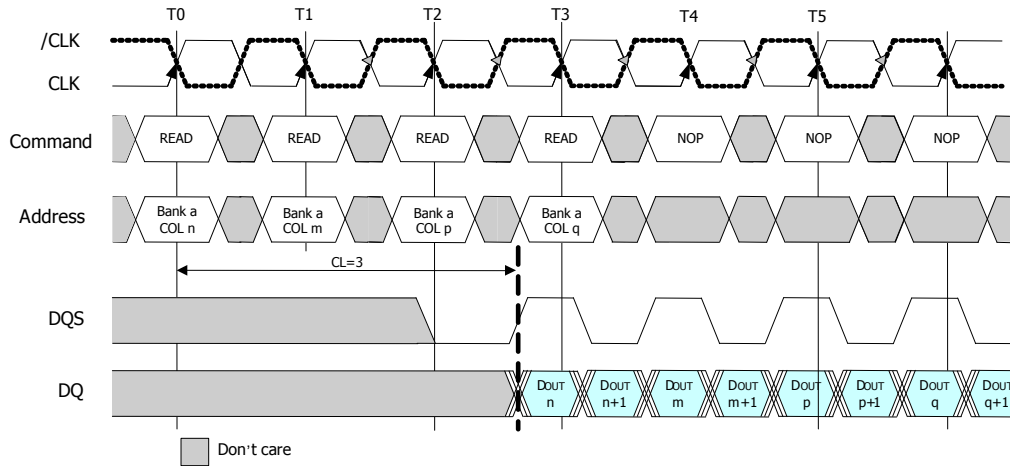 T0 T1 T2 T3 T4 T5
/CLK
CLK
Command READ READ READ READ NOP NOP NOP
Address Bank a COL n Bank a COL m Bank a COL p Bank a COL q
CL=3
DQS
DQ DOUT n DOUT n+1 DOUT m DOUT m+1 DOUT p DOUT p+1 DOUT q DOUT q+1
Don't care